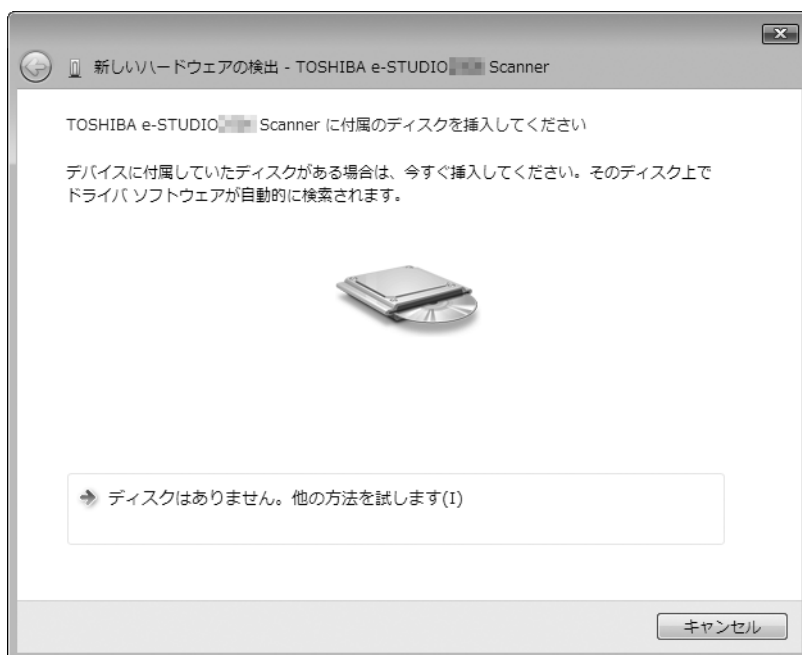 新しいハードウェアの検出 - TOSHIBA e-STUDIO Scanner
TOSHIBA e-STUDIO Scanner に付属のディスクを挿入してください
デバイスに付属していたディスクがある場合は、今すぐ挿入してください。そのディスク上で
ドライバ ソフトウェアが自動的に検索されます。
ディスクはありません。他の方法を試します(I)
キャンセル